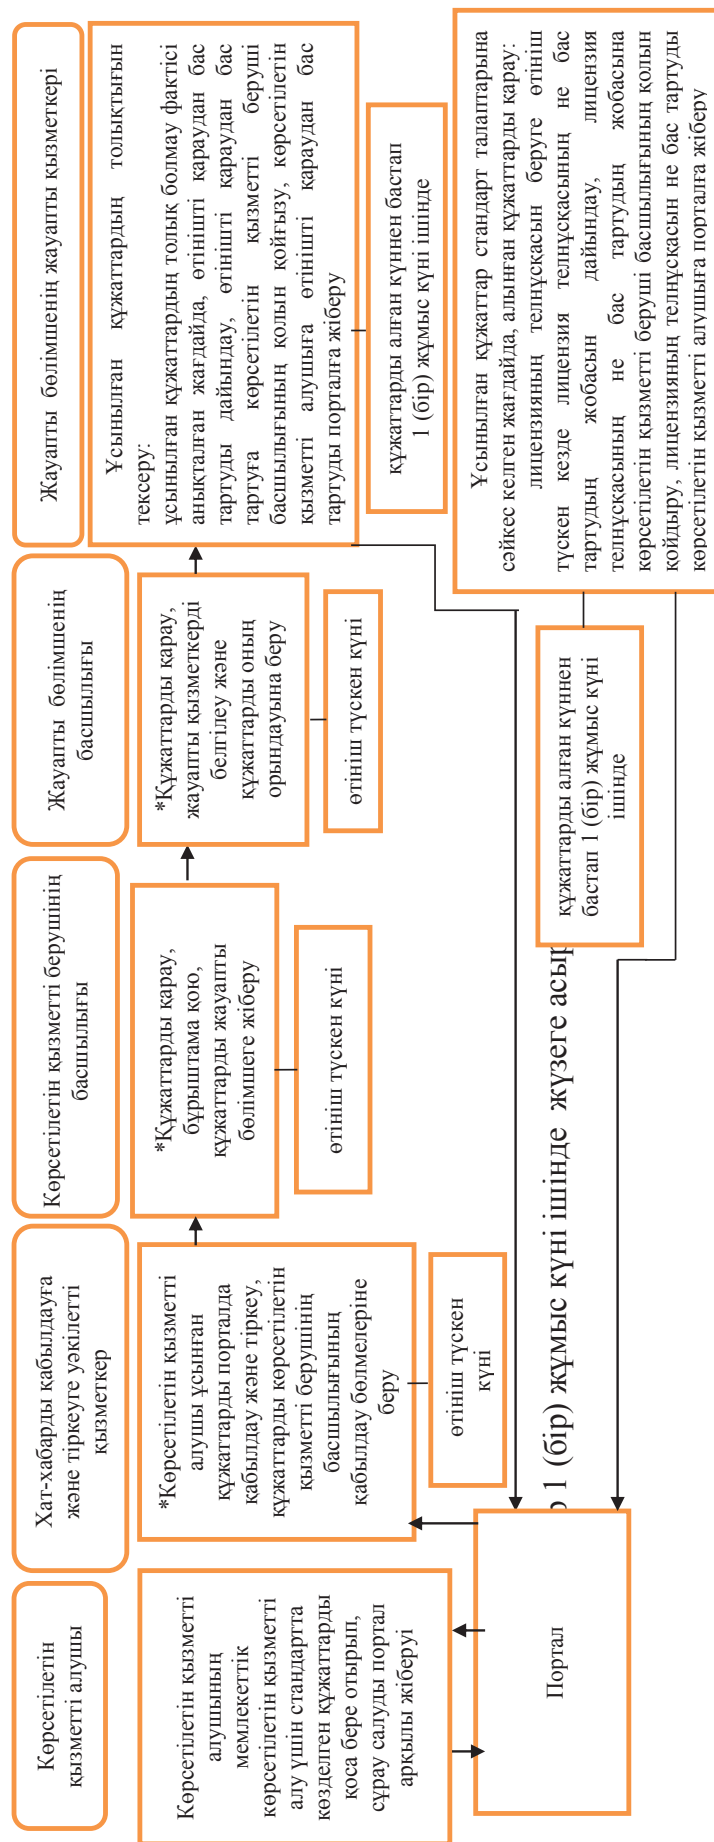 Көрсетілетін
қызметті алушы
Хат-хабарды қабылдауға
және тіркеуге уәкілетті
қызметкер
Көрсетілетін қызметті берушінің
басшылығы
Жауапты бөлімшенің
басшылығы
Жауапты бөлімшенің жауапты қызметкері
Көрсетілетін қызметті
алушының
мемлекеттік
көрсетілетін қызметті
алу үшін стандартта
көзделген құжаттарды
қоса бере отырып,
сұрау салуды портал
арқылы жіберуі
*Көрсетілетін қызметті
алушы ұсынған
құжаттарды порталда
қабылдау және тіркеу,
құжаттарды көрсетілетін
қызметті берушінің
басшылығының
қабылдау бөлмелеріне
беру
*Құжаттарды қарау,
бұрыштама қою,
құжаттарды жауапты
бөлімшеге жіберу
*Құжаттарды қарау,
жауапты қызметкерді
белгілеу және
құжаттарды оның
орындауына беру
Ұсынылған құжаттардың толықтығын
тексеру:
ұсынылған құжаттардың толық болмау фактісі
анықталған жағдайда, өтінішті қараудан бас
тартуды дайындау, өтінішті қараудан бас
тартуға көрсетілетін қызметті беруші
басшылығының қолын қойғызу, көрсетілетін
қызметті алушыға өтінішті қараудан бас
тартуды порталға жіберу
өтініш түскен
күні
өтініш түскен күні
өтініш түскен күні
құжаттарды алған күннен бастап
1 (бір) жұмыс күні ішінде
Портал
1 (бір) жұмыс күні ішінде жүзеге асыр
құжаттарды алған күннен
бастап 1 (бір) жұмыс күні
ішінде
Ұсынылған құжаттар стандарт талаптарына
сәйкес келген жағдайда, алынған құжаттарды қарау:
лицензияның телнұсқасын беруге өтініш
түскен кезде лицензия телнұсқасының не бас
тартудың жобасын дайындау, лицензия
телнұсқасының не бас тартудың жобасына
көрсетілетін қызметті беруші басшылығының қолын
қойдыру, лицензияның телнұсқасын не бас тартуды
көрсетілетін қызметті алушыға порталға жіберу